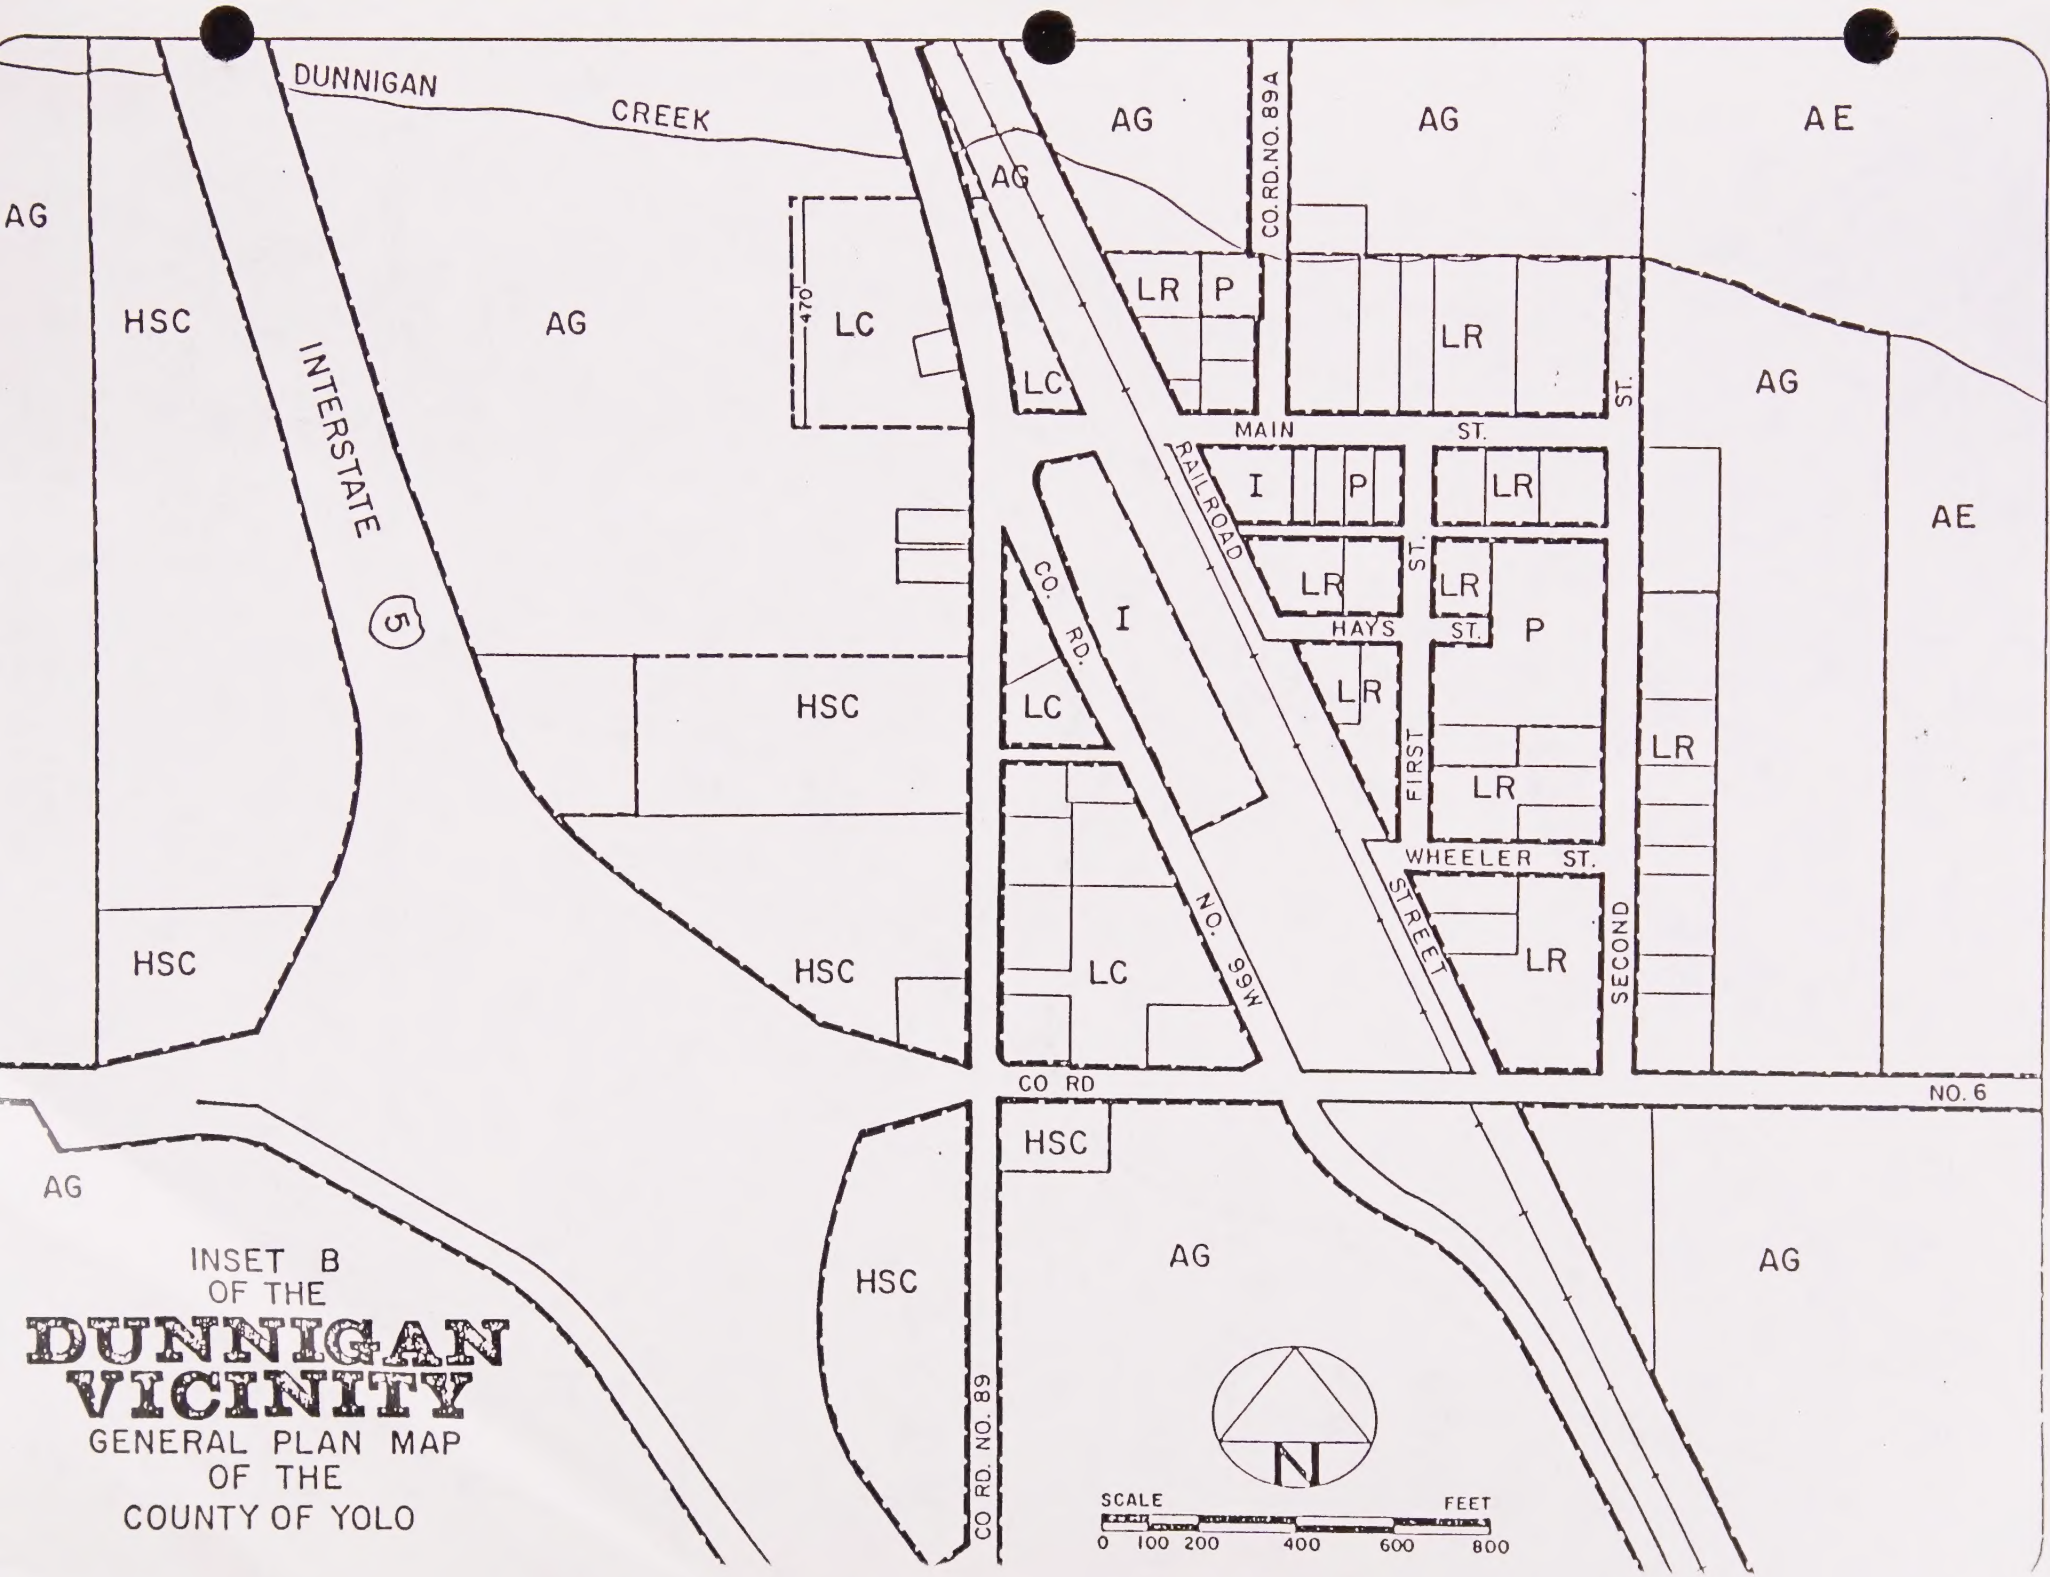 DUNNIGAN CREEK
AG
AG
AG
AE
CO.RD.NO. 89A
AG
AG
HSC
AG
470'
LC
LC
LR
P
LR
AG
ST.
INTERSTATE
5
MAIN ST.
RAILROAD
I
P
LR
AE
CO. RD.
I
LR
ST.
LR
HAYS ST.
P
HSC
LC
LR
LR
FIRST
LR
WHEELER ST.
HSC
HSC
LC
NO. 99W
STREET
LR
SECOND
CO RD
NO. 6
HSC
AG
HSC
AG
AG
CO RD. NO. 89
INSET B
OF THE
DUNNIGAN
VICINITY
GENERAL PLAN MAP
OF THE
COUNTY OF YOLO
N
SCALE FEET
0 100 200 400 600 800